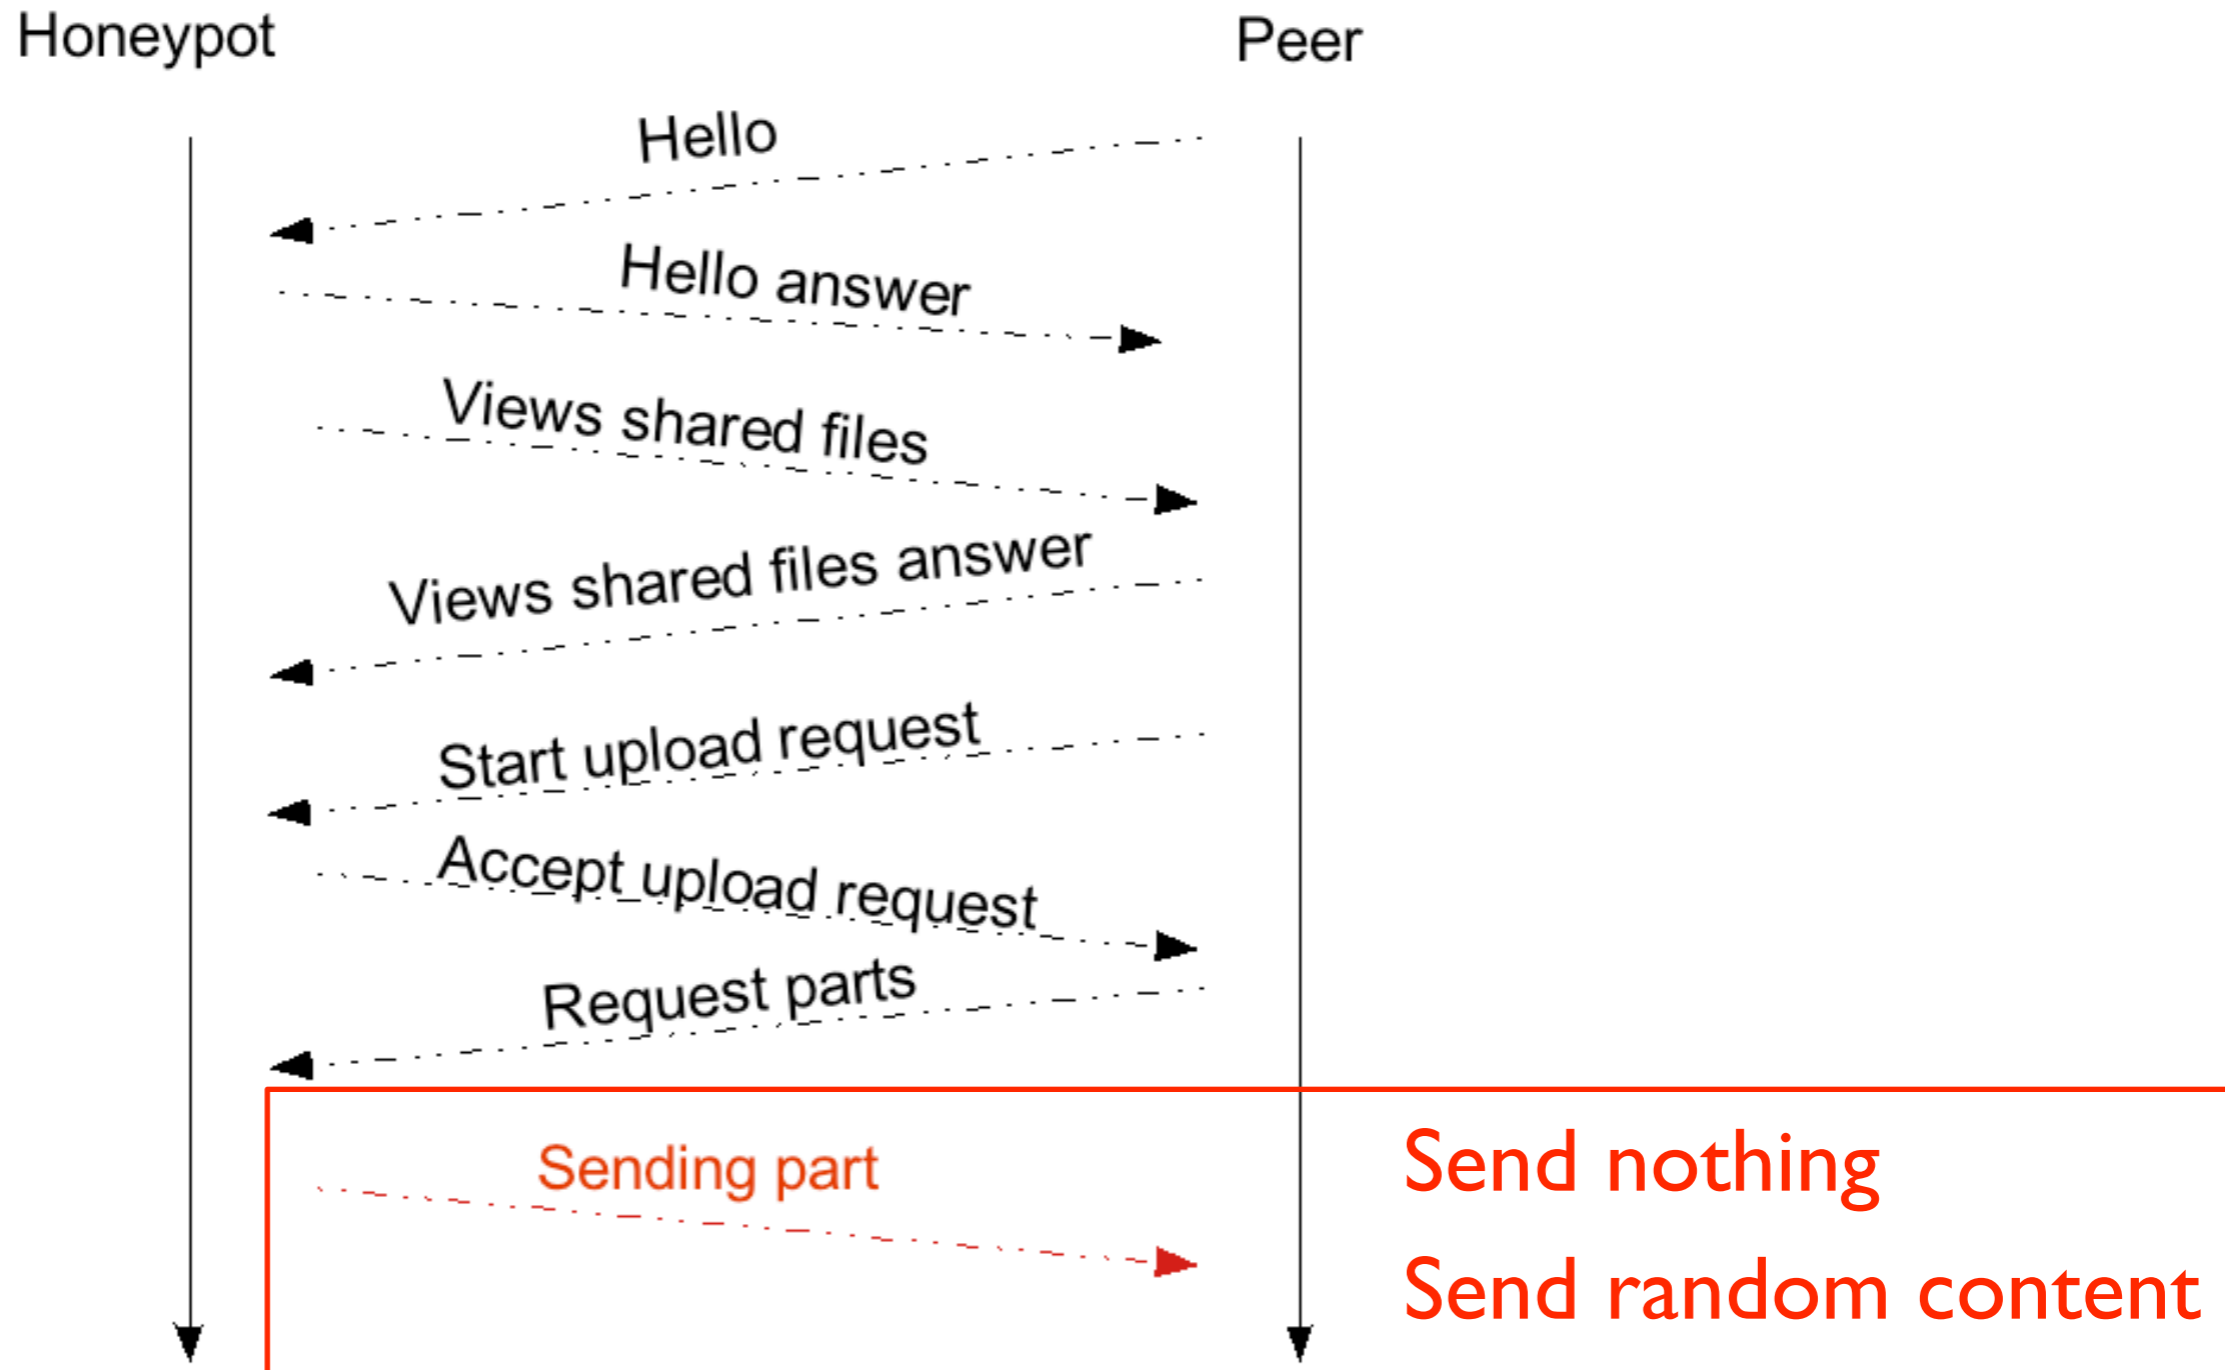 Honeypot
Peer
Hello
Hello answer
Views shared files
Views shared files answer
Start upload request
Accept upload request
Request parts
Sending part
Send nothing
Send random content